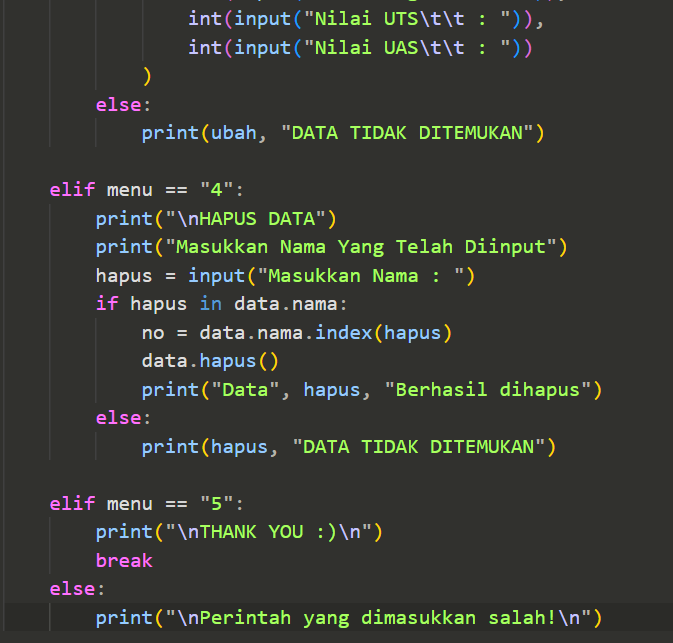 int(input("Nilai UTS\t\t : ")),
int(input("Nilai UAS\t\t : "))
)
else:
print(ubah, "DATA TIDAK DITEMUKAN")
elif menu == "4":
print("\nHAPUS DATA")
print("Masukkan Nama Yang Telah Diinput")
hapus = input("Masukkan Nama : ")
if hapus in data.nama:
no = data.nama.index(hapus)
data.hapus()
print("Data", hapus, "Berhasil dihapus")
else:
print(hapus, "DATA TIDAK DITEMUKAN")
elif menu == "5":
print("\nTHANK YOU :)\n")
break
else:
print("\nPerintah yang dimasukkan salah!\n")